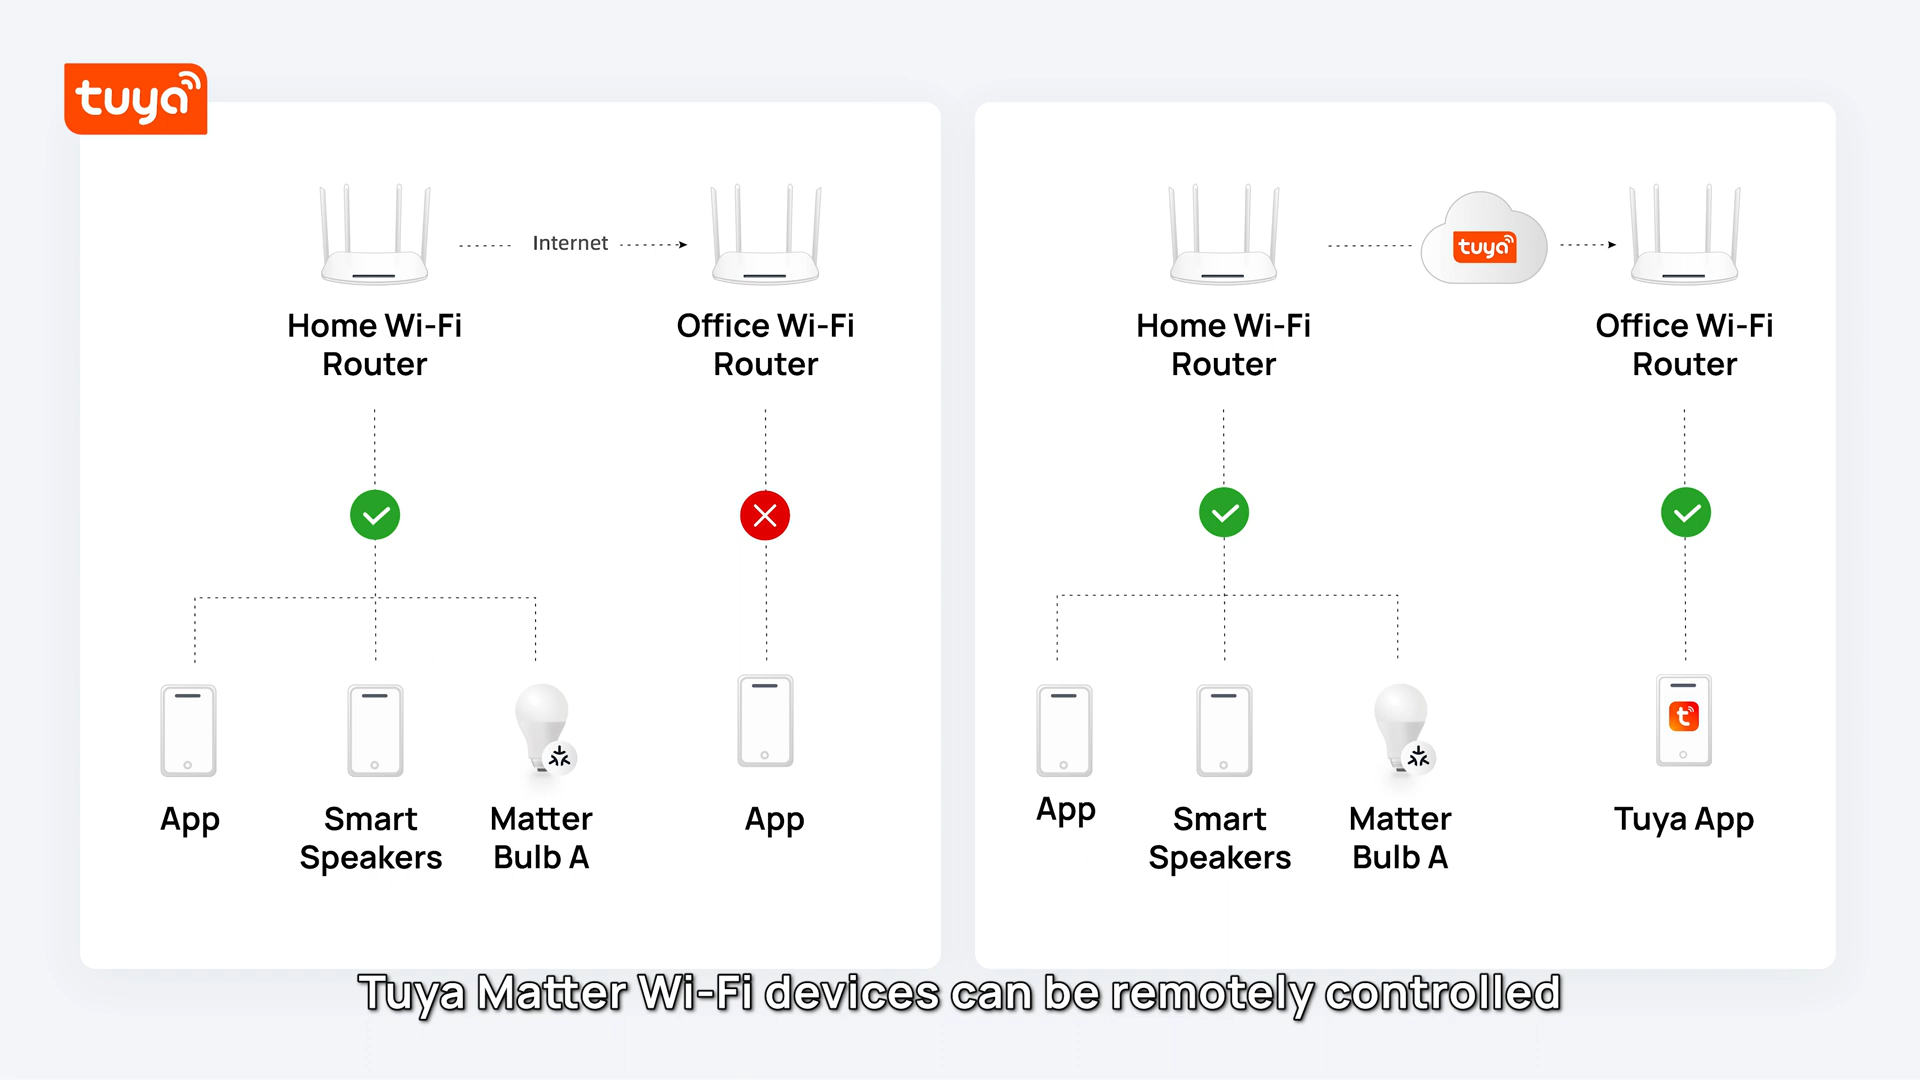 tuya
Internet
Home Wi-Fi
Router
Office Wi-Fi
Router
App
Smart
Speakers
Matter
Bulb A
App
tuya
Home Wi-Fi
Router
Office Wi-Fi
Router
t
App
Smart
Speakers
Matter
Bulb A
Tuya App
Tuya Matter Wi-Fi devices can be remotely controlled